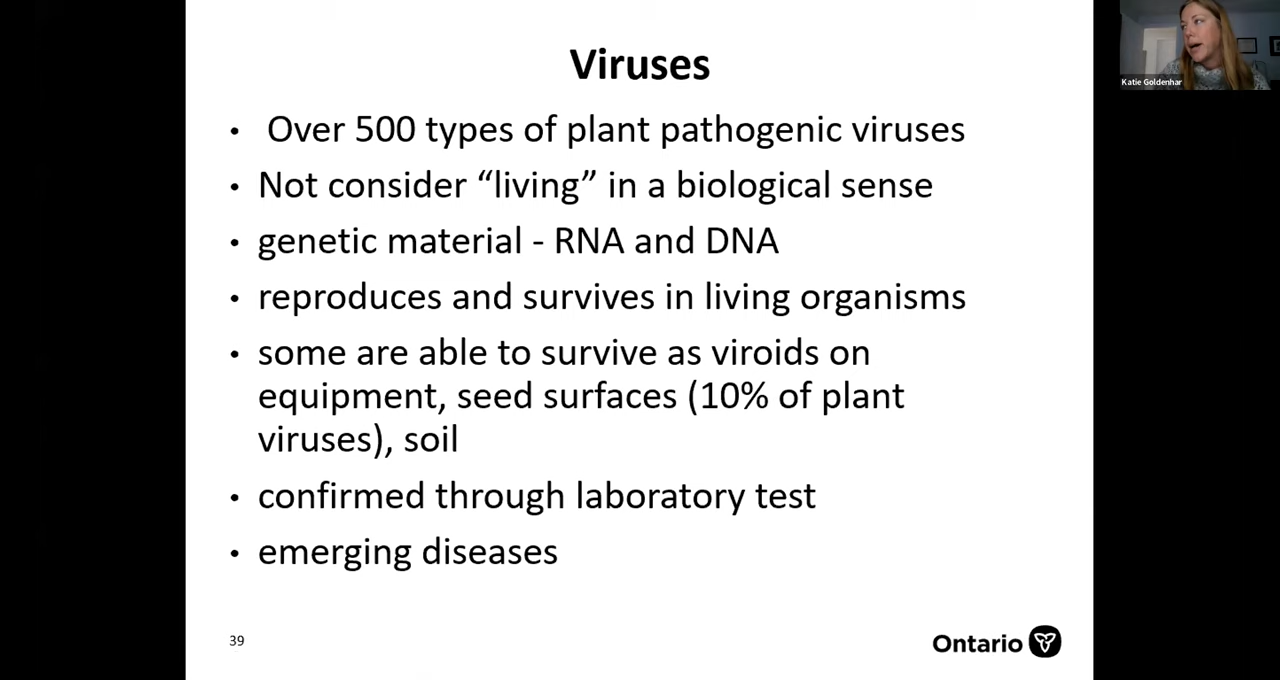 Viruses
• Over 500 types of plant pathogenic viruses
• Not consider “living” in a biological sense
• genetic material - RNA and DNA
• reproduces and survives in living organisms
• some are able to survive as viroids on
equipment, seed surfaces (10% of plant
viruses), soil
• confirmed through laboratory test
• emerging diseases
39
Ontario
Katie Goldenhar